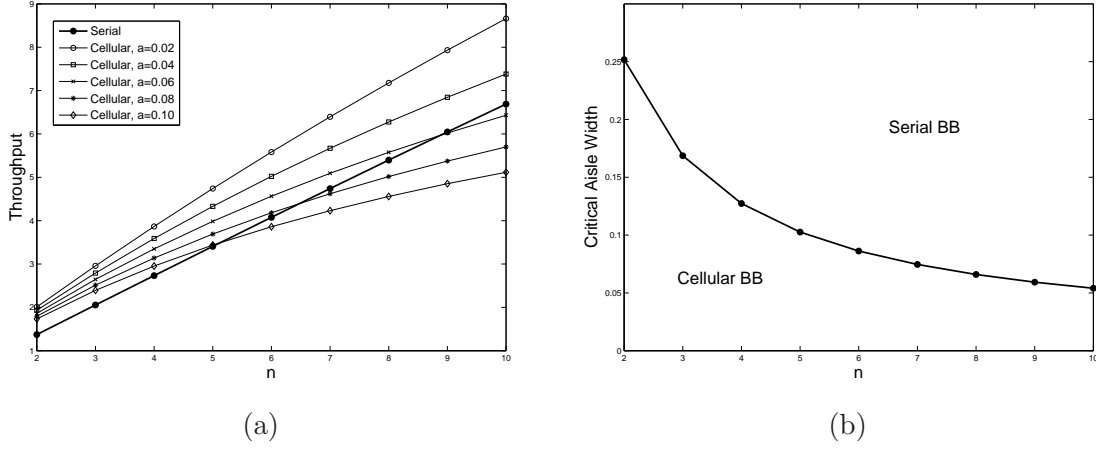 9
8
7
6
5
4
3
2
1
Throughput
Serial
Cellular, a=0.02
Cellular, a=0.04
Cellular, a=0.06
Cellular, a=0.08
Cellular, a=0.10
2 3 4 5 6 7 8 9 10
n
(a)
0.25
0.2
0.15
0.1
0.05
0
Critical Aisle Width
Serial BB
Cellular BB
2 3 4 5 6 7 8 9 10
n
(b)